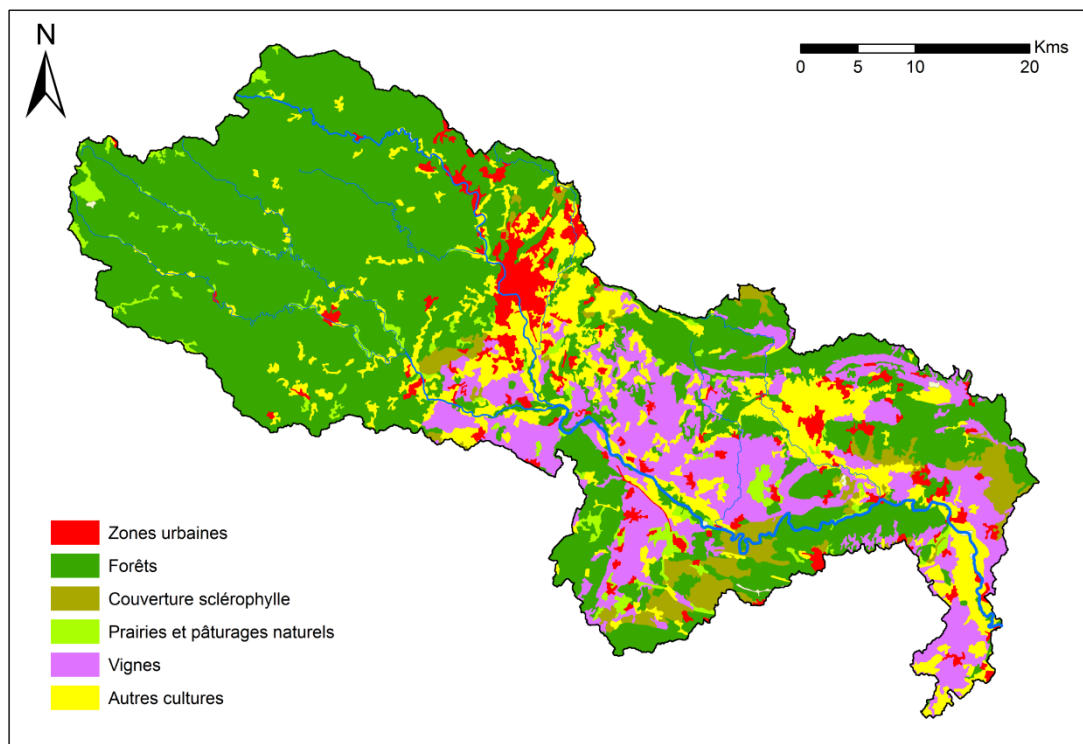 N
Kms
0 5 10 20
Zones urbaines
Forêts
Couverture sclérophylle
Prairies et pâturages naturels
Vignes
Autres cultures